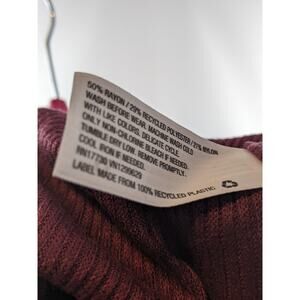 50% RAYON / 29% RECYCLED POLYESTER / 21% NYLON
WASH BEFORE WEAR. MACHINE WASH COLD
WITH LIKE COLORS. DELICATE CYCLE.
ONLY NON-CHLORINE BLEACH IF NEEDED.
TUMBLE DRY LOW. REMOVE PROMPTLY.
COOL IRON IF NEEDED.
RN17730 VN1299629
LABEL MADE FROM 100% RECYCLED PLASTIC